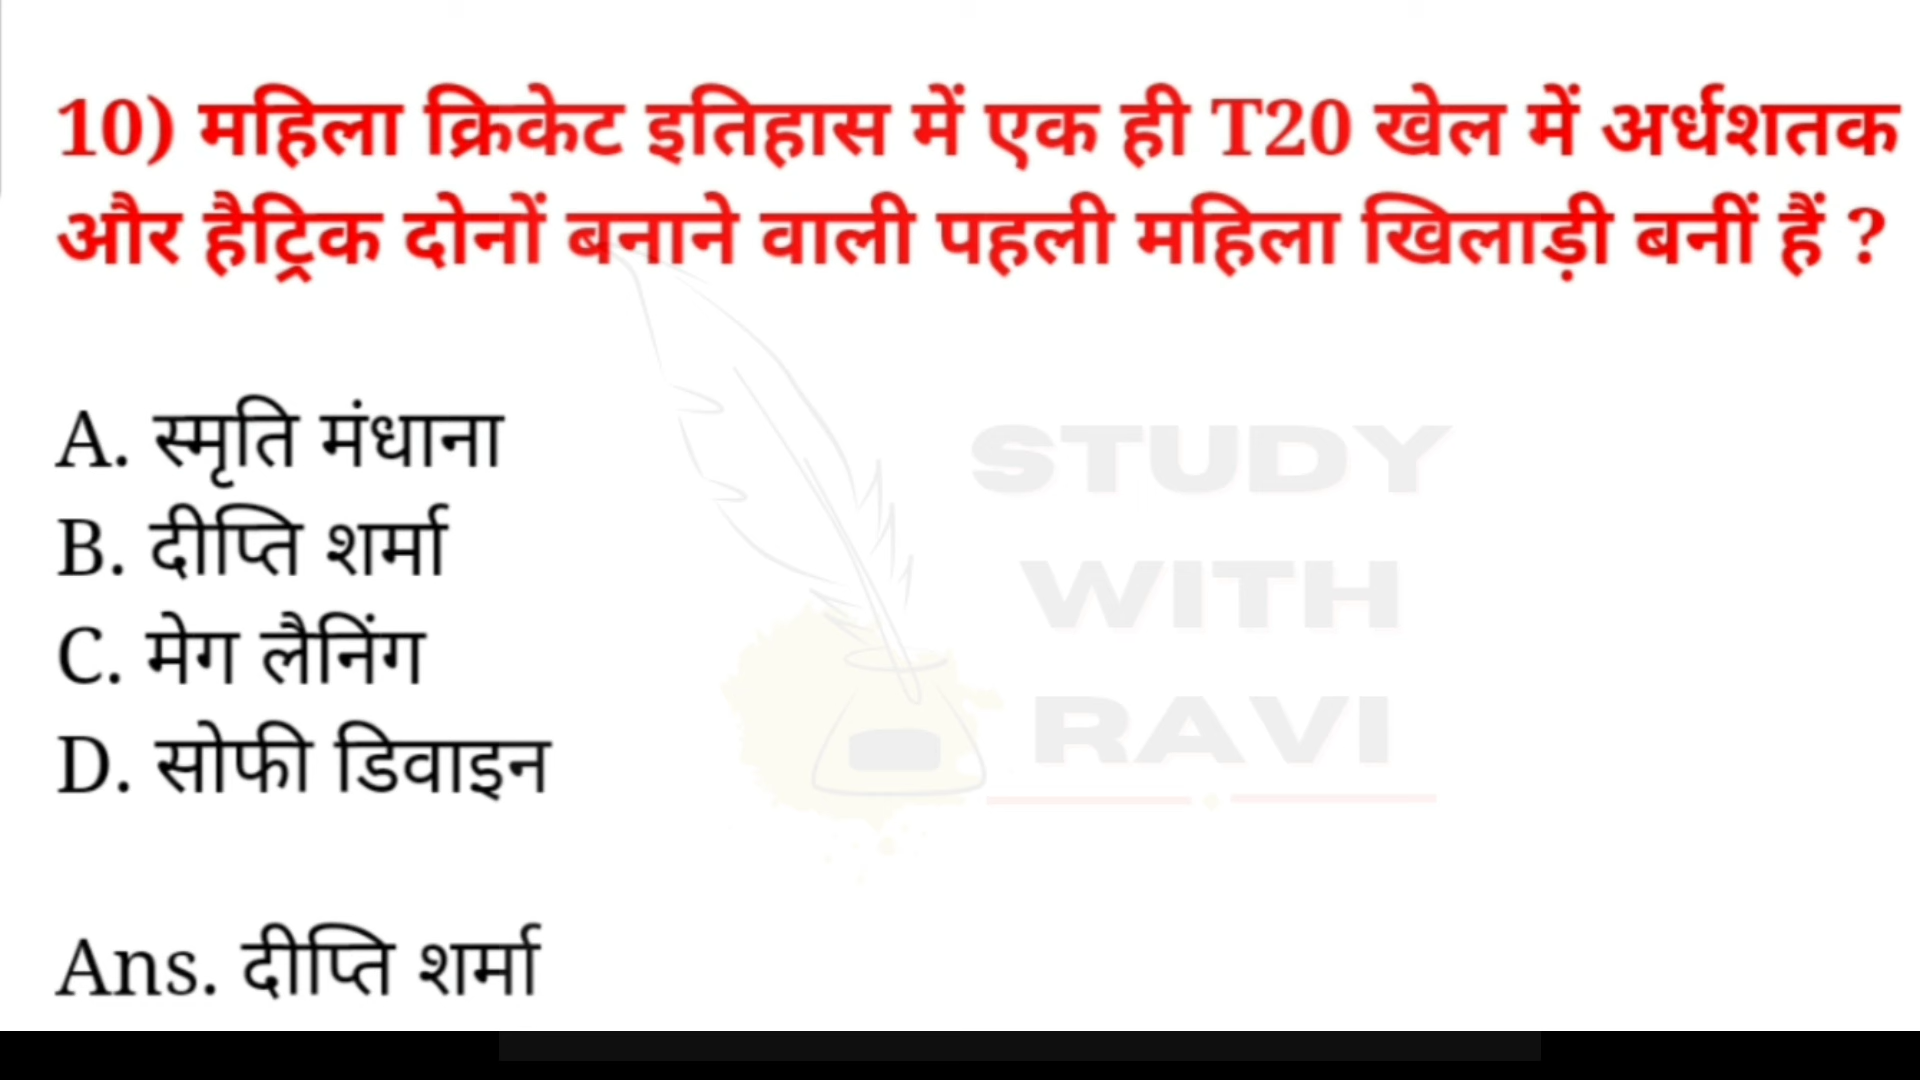 10) महिला क्रिकेट इतिहास में एक ही T20 खेल में अर्धशतक
और हैट्रिक दोनों बनाने वाली पहली महिला खिलाड़ी बनीं हैं ?
A. स्मृति मंधाना
B. दीप्ति शर्मा
C. मेग लैनिंग
D. सोफी डिवाइन
Ans. दीप्ति शर्मा
STUDY
WITH
RAVI